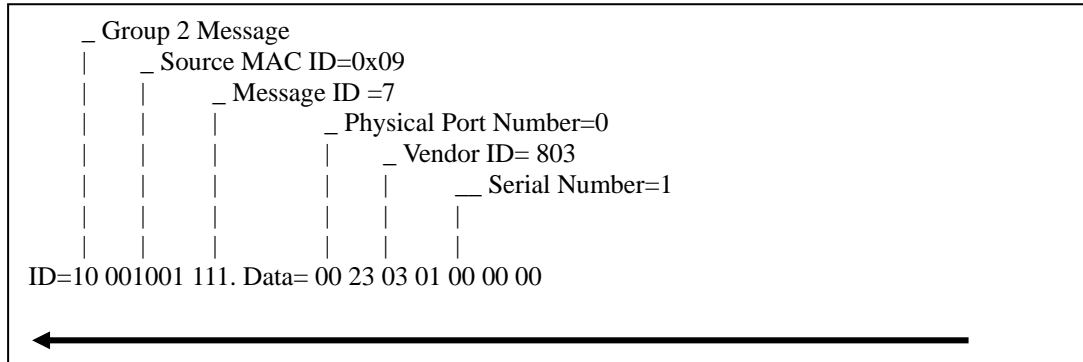 _ Group 2 Message
| _ Source MAC ID=0x09
| | _ Message ID =7
| | | _ Physical Port Number=0
| | | | _ Vendor ID= 803
| | | | | __ Serial Number=1
| | | | | |
| | | | | |
ID=10 001001 111. Data= 00 23 03 01 00 00 00